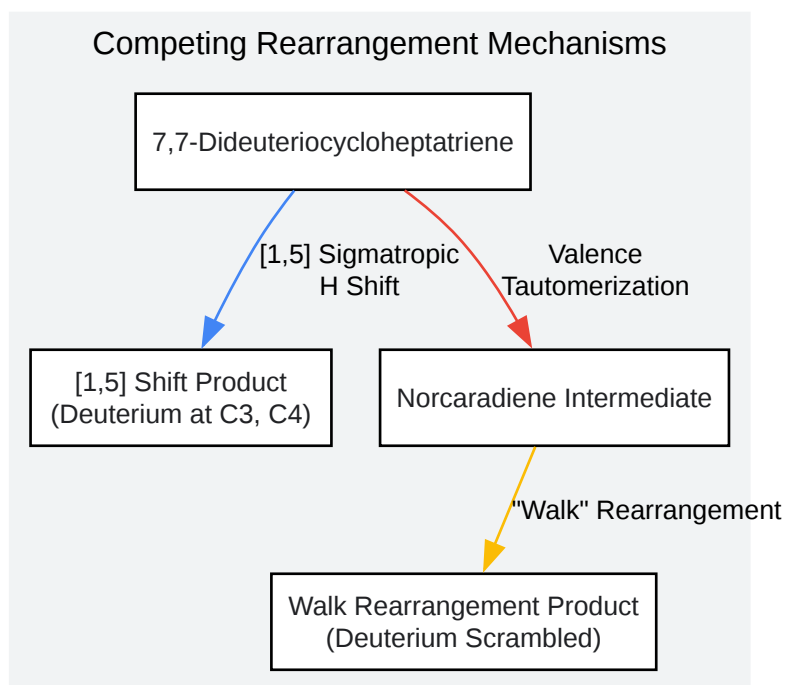 Competing Rearrangement Mechanisms
7,7-Dideuteriocycloheptatriene
[1,5] Sigmatropic
H Shift
Valence
Tautomerization
[1,5] Shift Product
(Deuterium at C3, C4)
Norcaradiene Intermediate
"Walk" Rearrangement
Walk Rearrangement Product
(Deuterium Scrambled)